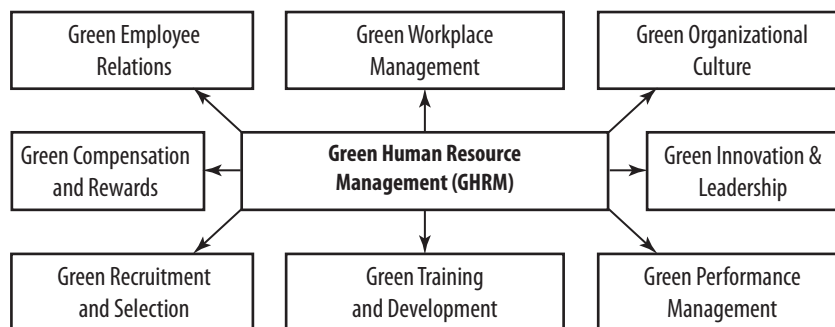 Green Employee
Relations
Green Workplace
Management
Green Organizational
Culture
Green Compensation
and Rewards
Green Human Resource
Management (GHRM)
Green Innovation &
Leadership
Green Recruitment
and Selection
Green Training
and Development
Green Performance
Management